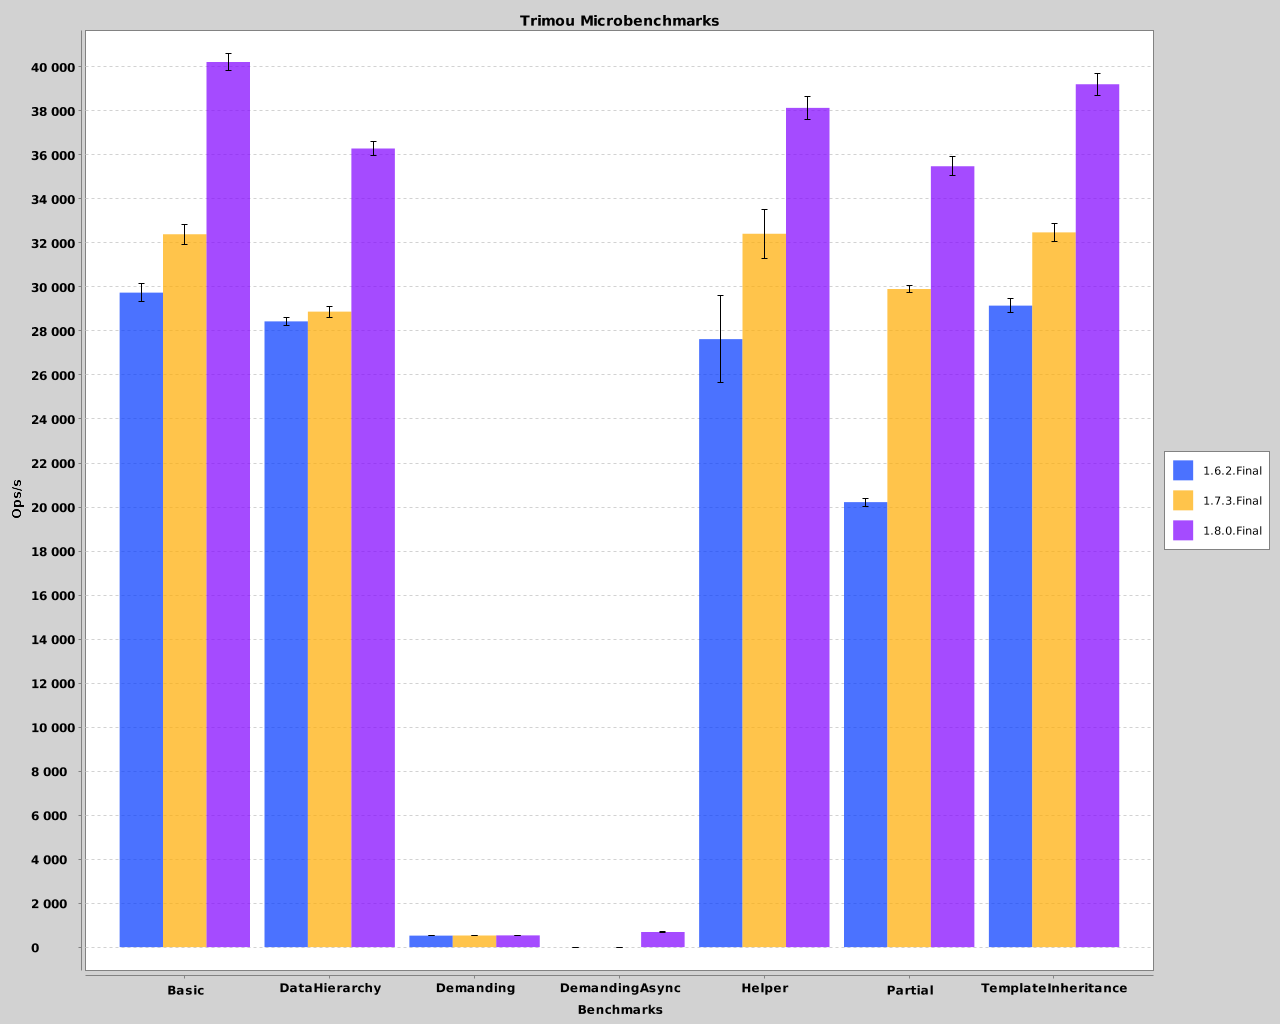 Trimou Microbenchmarks
40 000
38 000
36 000
34 000
32 000
30 000
28 000
26 000
24 000
22 000
20 000
18 000
16 000
14 000
12 000
10 000
8 000
6 000
4 000
2 000
0
Ops/s
Basic
DataHierarchy
Demanding
DemandingAsync
Helper
Partial
TemplateInheritance
Benchmarks
1.6.2.Final
1.7.3.Final
1.8.0.Final